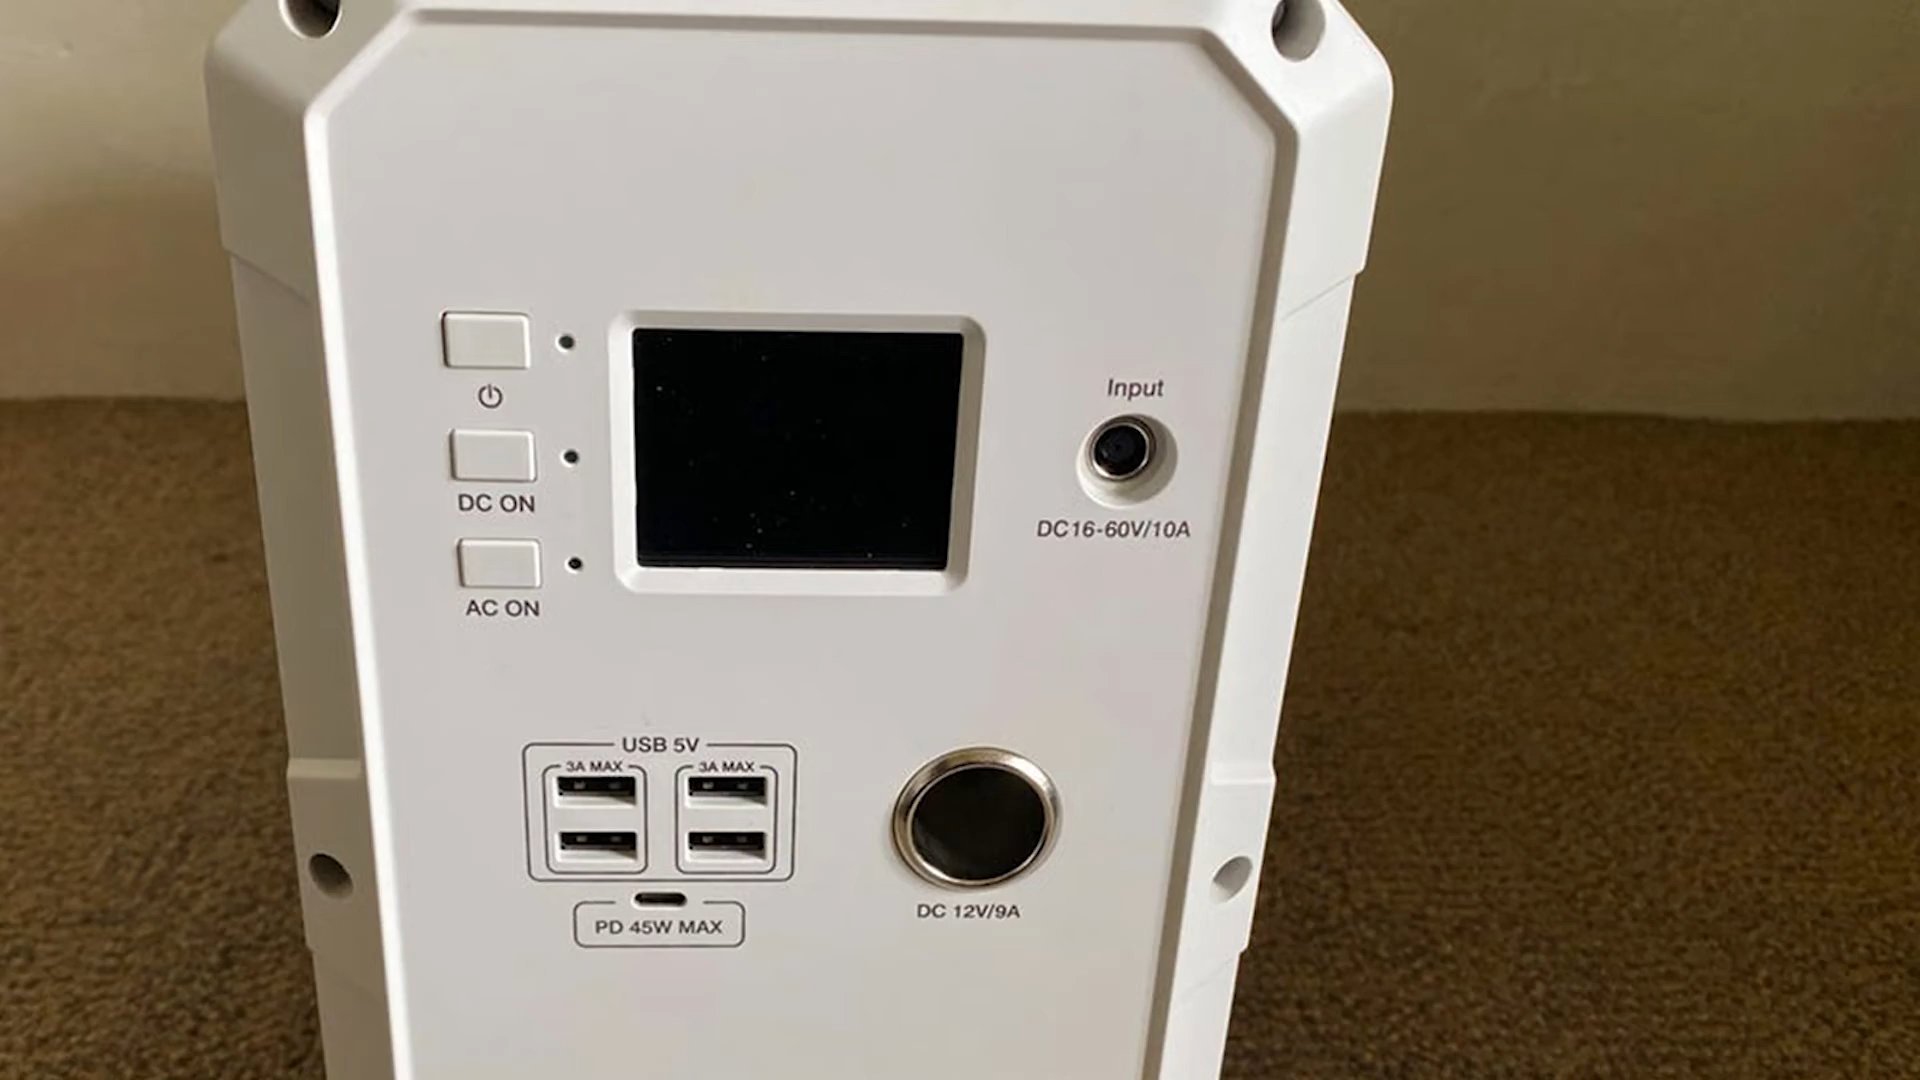 Input
DC16-60V/10A
DC ON
AC ON
USB 5V
3A MAX
3A MAX
PD 45W MAX
DC 12V/9A